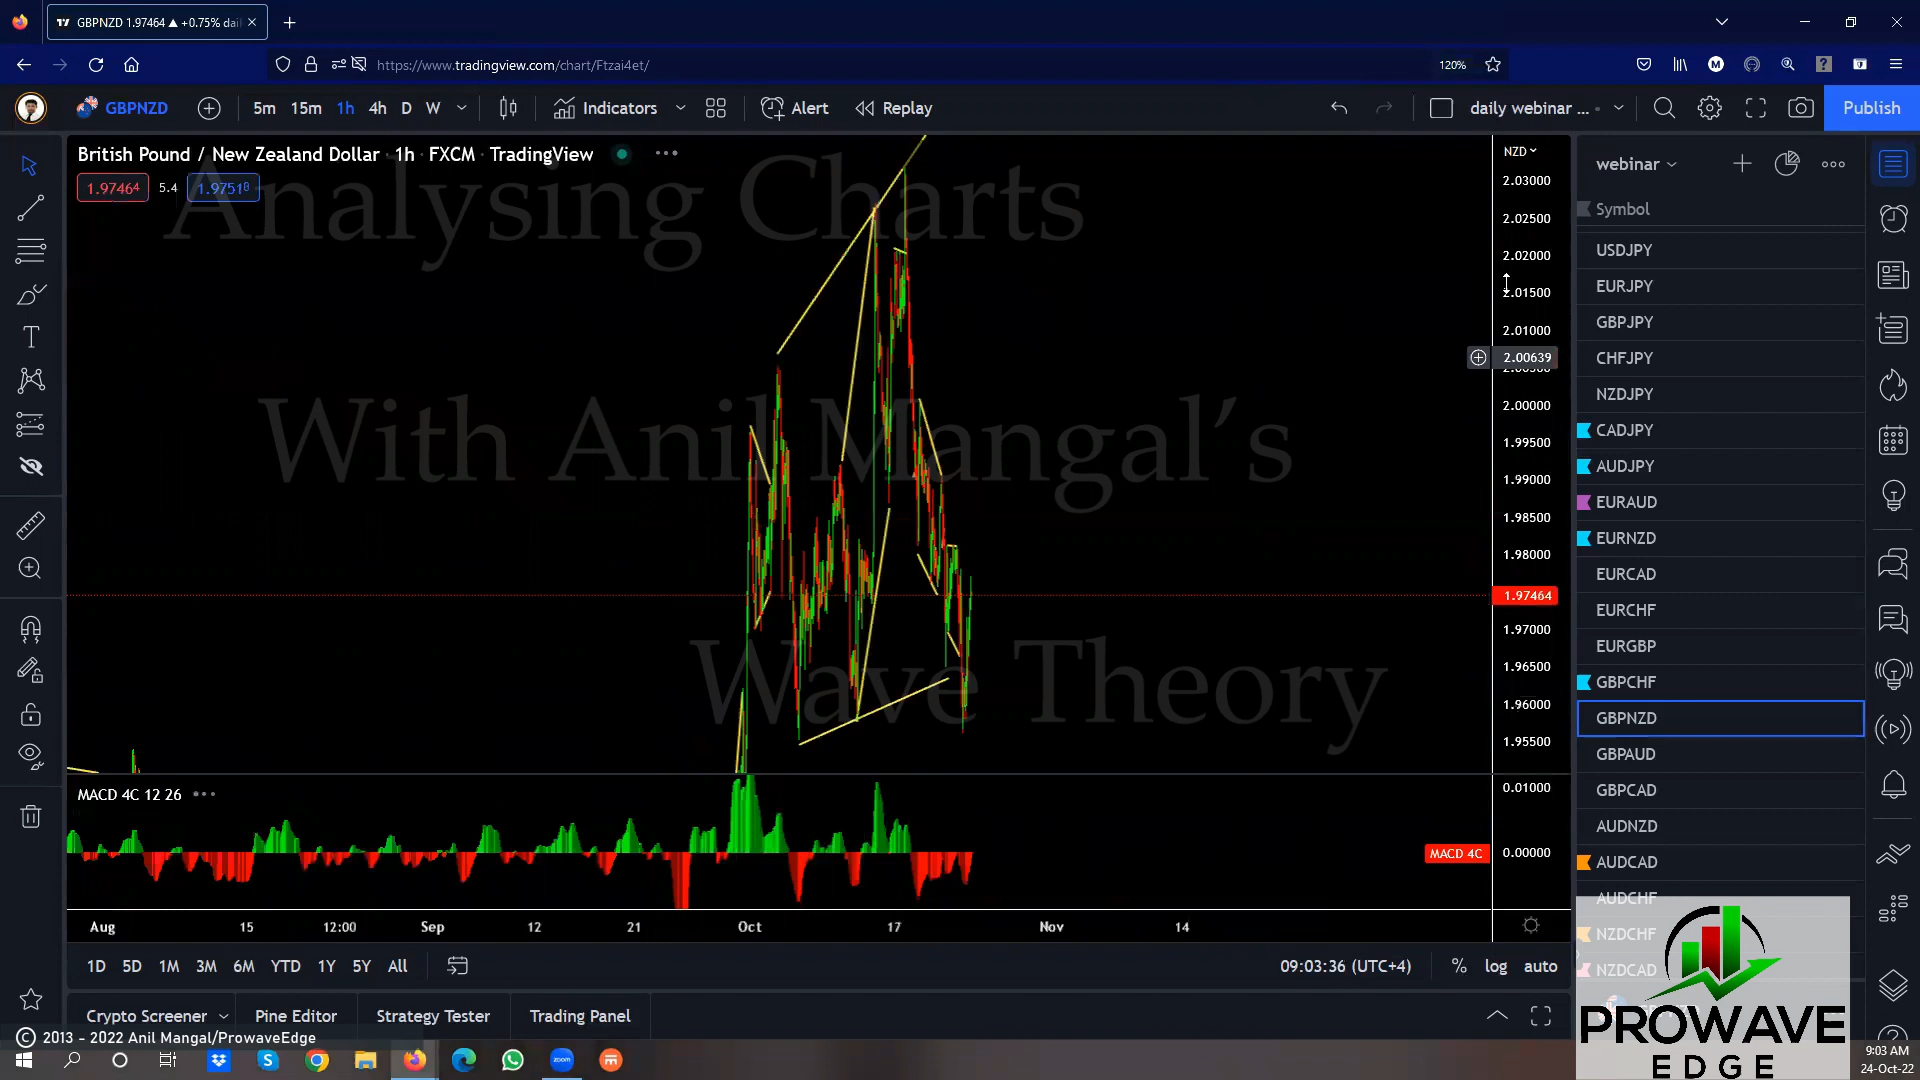 GBPNZD 1.97464 ▲ +0.75% dai
https://www.tradingview.com/chart/Ftzai4et/
120%
GBPNZD
5m 15m 1h 4h D W
Indicators
Alert
Replay
daily webinar ...
Publish
British Pound / New Zealand Dollar · 1h · FXCM · TradingView
1.97464 5.4 1.97518
Analysing Charts
With Anil Mangal's
Wave Theory
NZD
2.03000
2.02500
2.02000
2.01500
2.01000
2.00639
2.00000
1.99500
1.99000
1.98500
1.98000
1.97464
1.97000
1.96500
1.96000
1.95500
MACD 4C 12 26
0.01000
MACD 4C
0.00000
Aug 15 12:00 Sep 12 21 Oct 17 Nov 14
1D 5D 1M 3M 6M YTD 1Y 5Y All
09:03:36 (UTC+4)
% log auto
Crypto Screener
Pine Editor
Strategy Tester
Trading Panel
webinar
Symbol
USDJPY
EURJPY
GBPJPY
CHFJPY
NZDJPY
CADJPY
AUDJPY
EURAUD
EURNZD
EURCAD
EURCHF
EURGBP
GBPCHF
GBPNZD
GBPAUD
GBPCAD
AUDNZD
AUDCAD
AUDCHF
NZDCHF
NZDCAD
PROWAVE
EDGE
© 2013 - 2022 Anil Mangal/ProwaveEdge
zoom
9:03 AM
24-Oct-22